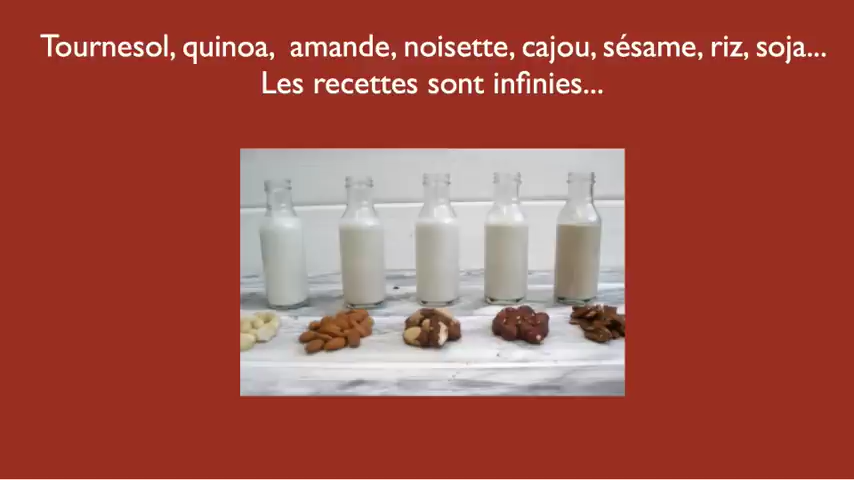 Tournesol, quinoa,  amande, noisette, cajou, sésame, riz, soja...
Les recettes sont infinies...